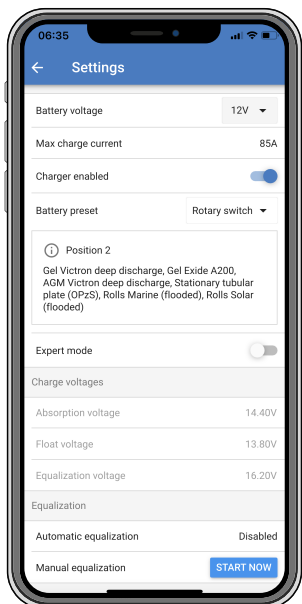 06:35
Settings
Battery voltage 12V
Max charge current 85A
Charger enabled
Battery preset Rotary switch
Position 2
Gel Victron deep discharge, Gel Exide A200,
AGM Victron deep discharge, Stationary tubular
plate (OPzS), Rolls Marine (flooded), Rolls Solar
(flooded)
Expert mode
Charge voltages
Absorption voltage 14.40V
Float voltage 13.80V
Equalization voltage 16.20V
Equalization
Automatic equalization Disabled
Manual equalization START NOW